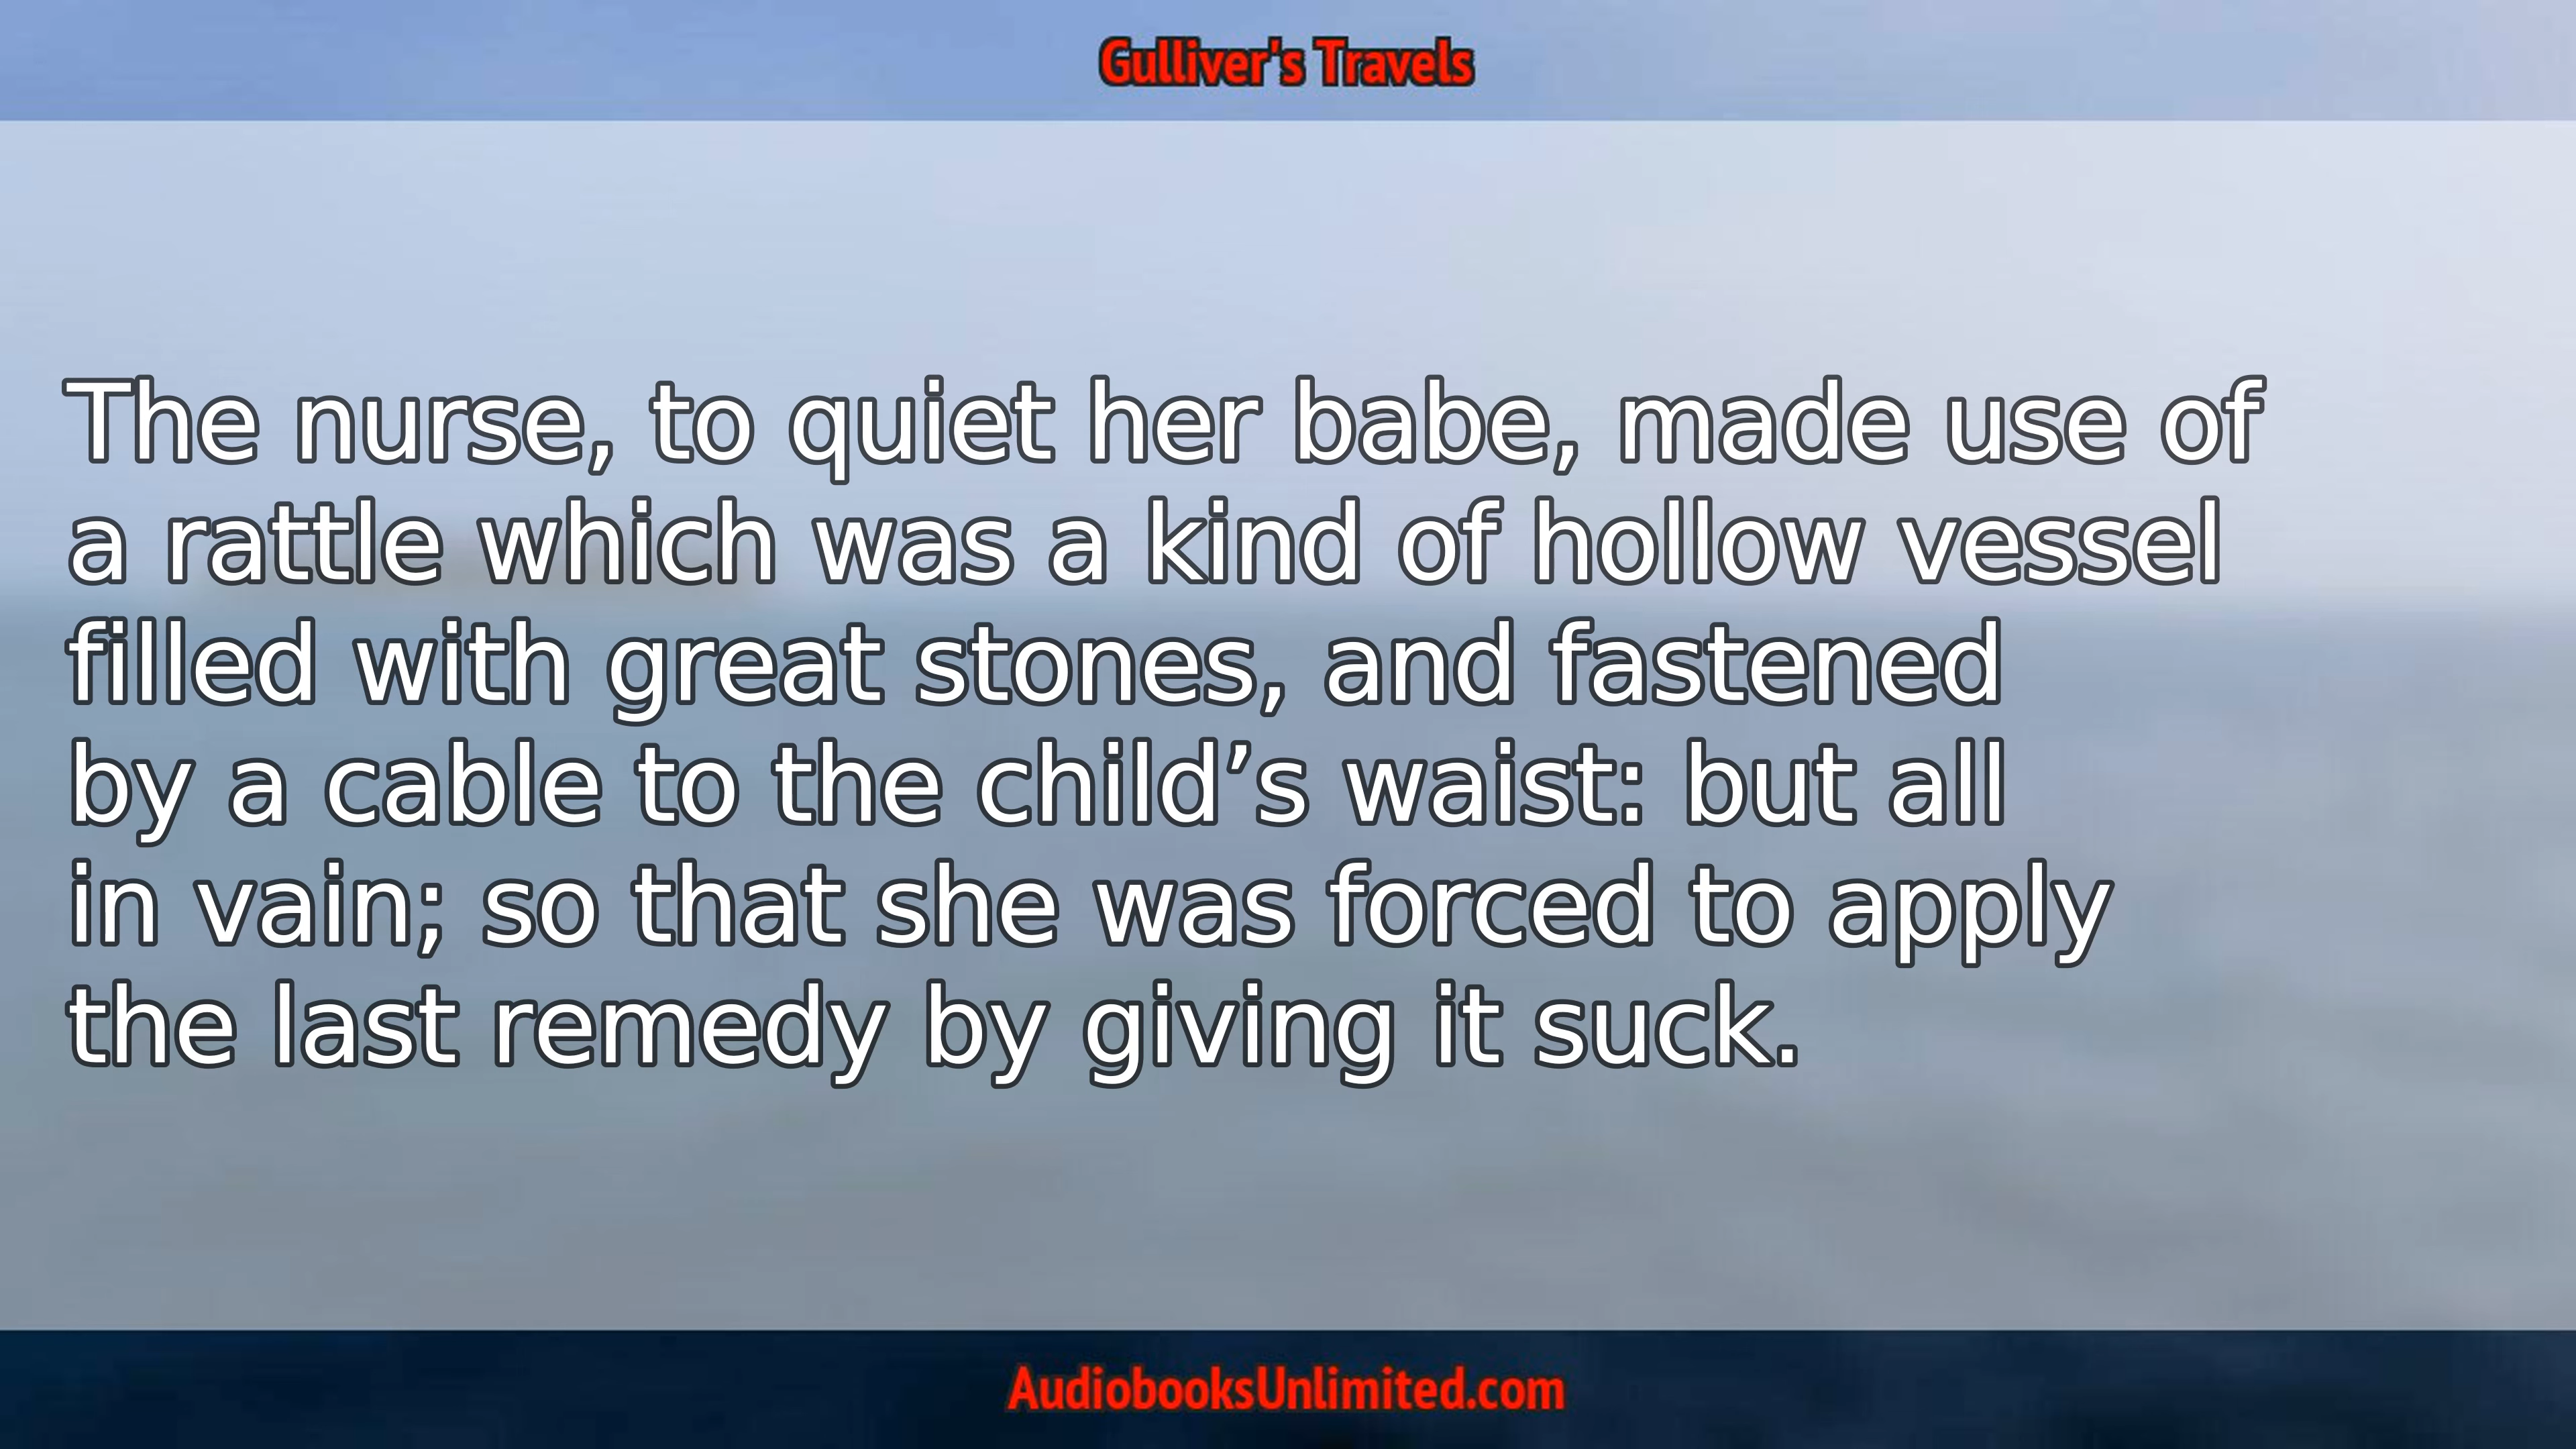 Gulliver's Travels
The nurse, to quiet her babe, made use of
a rattle which was a kind of hollow vessel
filled with great stones, and fastened
by a cable to the child’s waist: but all
in vain; so that she was forced to apply
the last remedy by giving it suck.
AudiobooksUnlimited.com